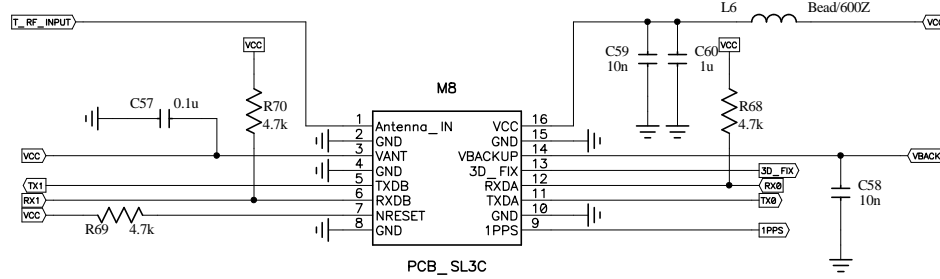 T_RF_INPUT
L6 Bead/600Z
VCC
C59
10n
C60
1u
VCC
VCC
M8
C57 0.1u
R70
4.7k
R68
4.7k
1 Antenna_IN VCC 16
2 GND GND 15
VCC 3 VANT VBACKUP 14
4 GND 3D_FIX 13 3D_FIX
TX1 5 TXDB RXDA 12 RX0
RX1 6 RXDB TXDA 11 TX0
VCC 7 NRESET GND 10
8 GND 1PPS 9 1PPS
R69 4.7k
C58
10n
PCB_SL3C